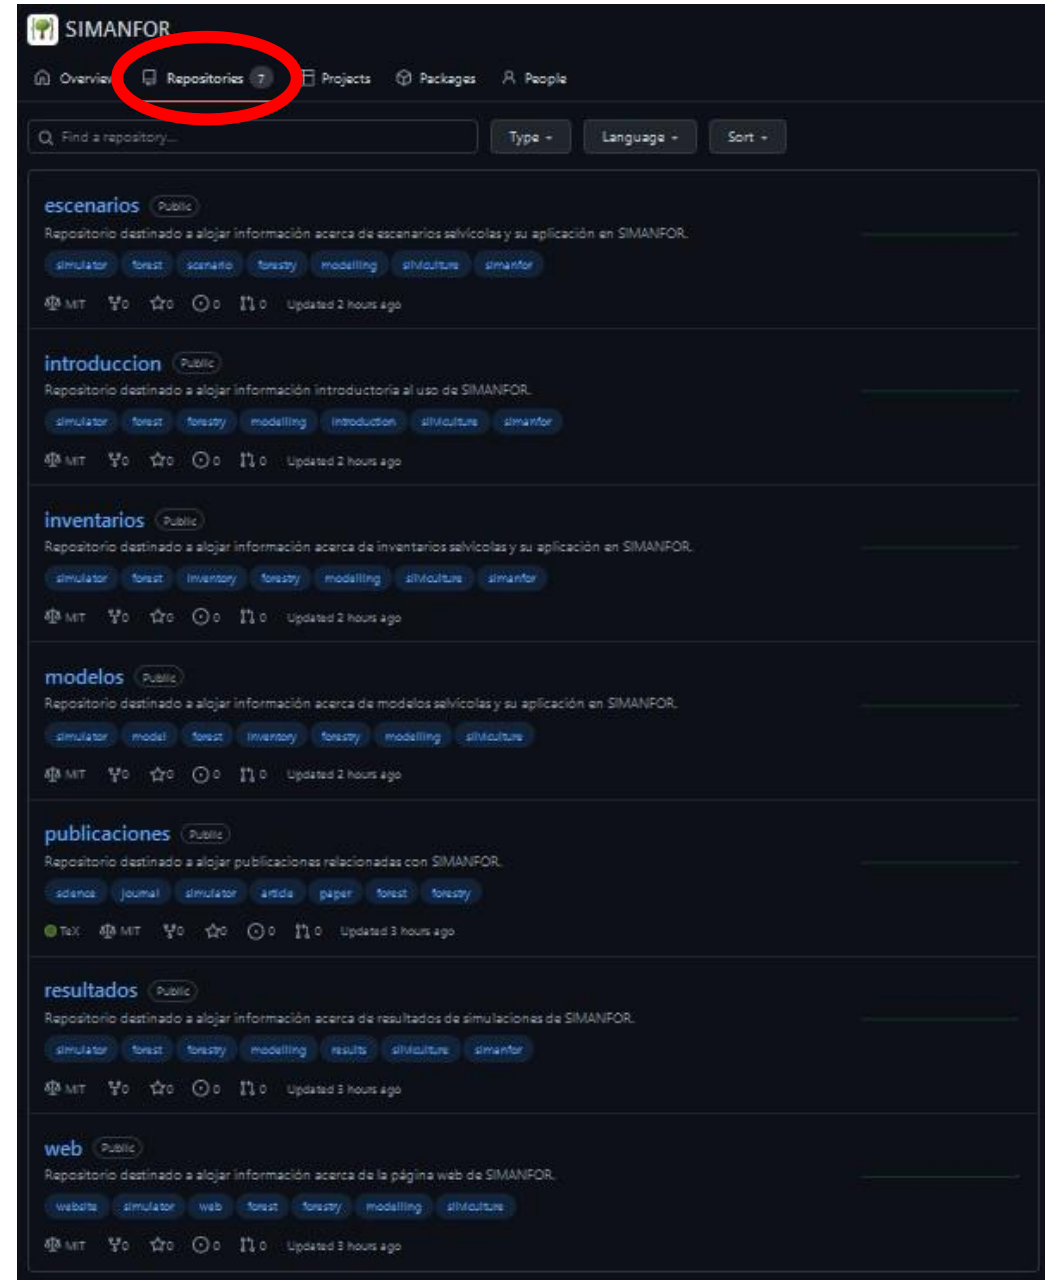 SIMANFOR
Overview Repositories 7 Projects Packages People
Find a repository... Type Language Sort
escenarios Public
Repositorio destinado a alojar información acerca de escenarios selvícolas y su aplicación en SIMANFOR.
simulator forest scenario forestry modelling silviculture simanfor
MIT 0 0 0 0 Updated 2 hours ago
introduccion Public
Repositorio destinado a alojar información introductoria al uso de SIMANFOR.
simulator forest forestry modelling introduction silviculture simanfor
MIT 0 0 0 0 Updated 2 hours ago
inventarios Public
Repositorio destinado a alojar información acerca de inventarios selvícolas y su aplicación en SIMANFOR.
simulator forest inventory forestry modelling silviculture simanfor
MIT 0 0 0 0 Updated 2 hours ago
modelos Public
Repositorio destinado a alojar información acerca de modelos selvícolas y su aplicación en SIMANFOR.
simulator model forest inventory forestry modelling silviculture
MIT 0 0 0 0 Updated 2 hours ago
publicaciones Public
Repositorio destinado a alojar publicaciones relacionadas con SIMANFOR.
science journal simulator article paper forest forestry
TeX MIT 0 0 0 0 Updated 3 hours ago
resultados Public
Repositorio destinado a alojar información acerca de resultados de simulaciones de SIMANFOR.
simulator forest forestry modelling results silviculture simanfor
MIT 0 0 0 0 Updated 3 hours ago
web Public
Repositorio destinado a alojar información acerca de la página web de SIMANFOR.
website simulator web forest forestry modelling silviculture
MIT 0 0 0 0 Updated 3 hours ago